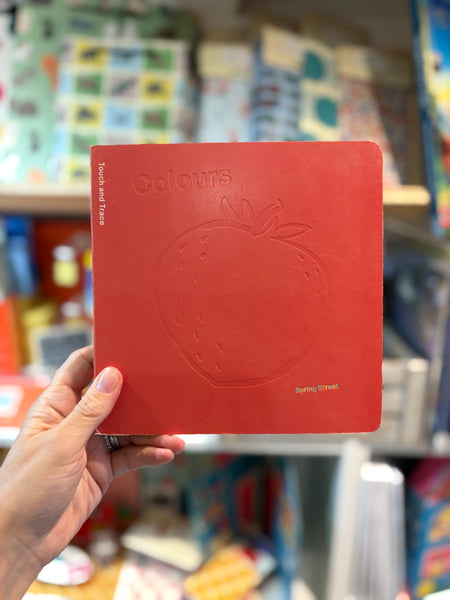 Touch and Trace
Colours
Spring Street